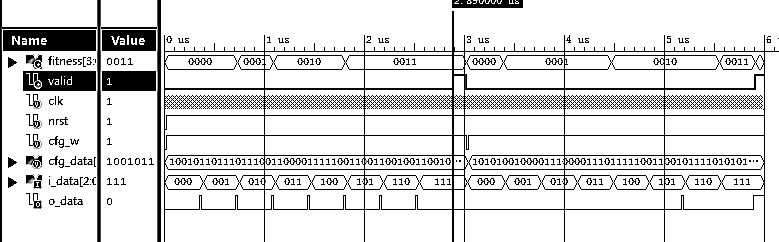 2.890000 us
0 us 1 us 2 us 3 us 4 us 5 us 6
Name Value
fitness[3:0 0011 0000 0001 0010 0011 0000 0001 0010 0011
valid 1
clk 1
nrst 1
cfg_w 1
cfg_data[ 1001011 ... ...
i_data[2:0 111 000 001 010 011 100 101 110 111 000 001 010 011 100 101 110 111
o_data 0